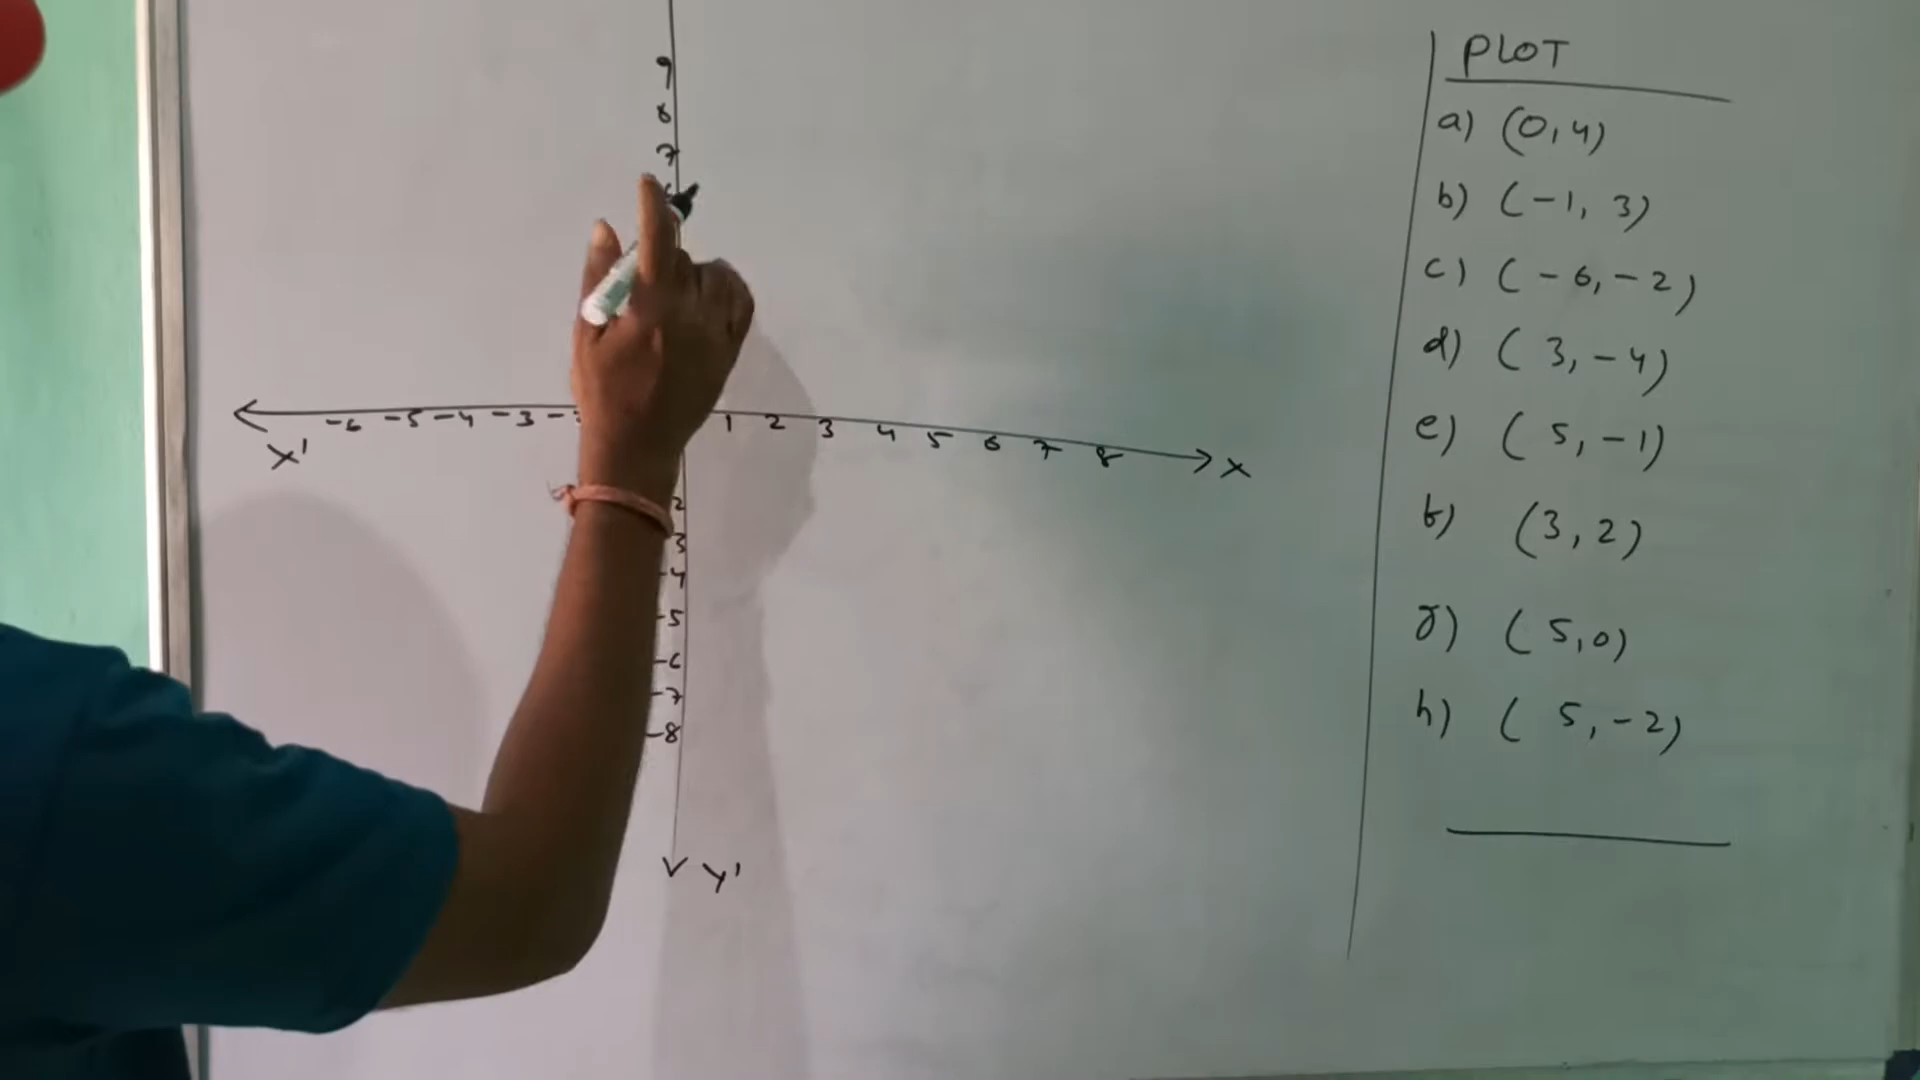 9
8
7
-6 -5 -4 -3 1 2 3 4 5 6 7 8 X
X'
2
3
-4
-5
-6
-7
-8
Y'
PLOT
a) (0,4)
b) (-1, 3)
c) (-6,-2)
d) (3,-4)
e) (5,-1)
f) (3,2)
g) (5,0)
h) (5,-2)